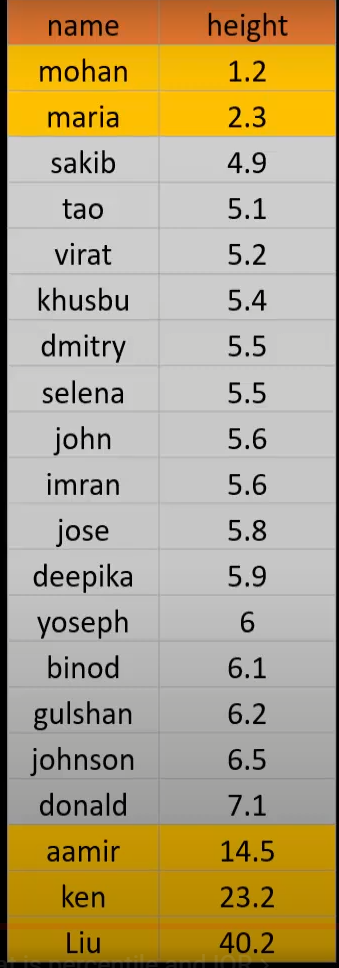 name height
mohan 1.2
maria 2.3
sakib 4.9
tao 5.1
virat 5.2
khusbu 5.4
dmitry 5.5
selena 5.5
john 5.6
imran 5.6
jose 5.8
deepika 5.9
yoseph 6
binod 6.1
gulshan 6.2
johnson 6.5
donald 7.1
aamir 14.5
ken 23.2
Liu 40.2
is percentile and IQR